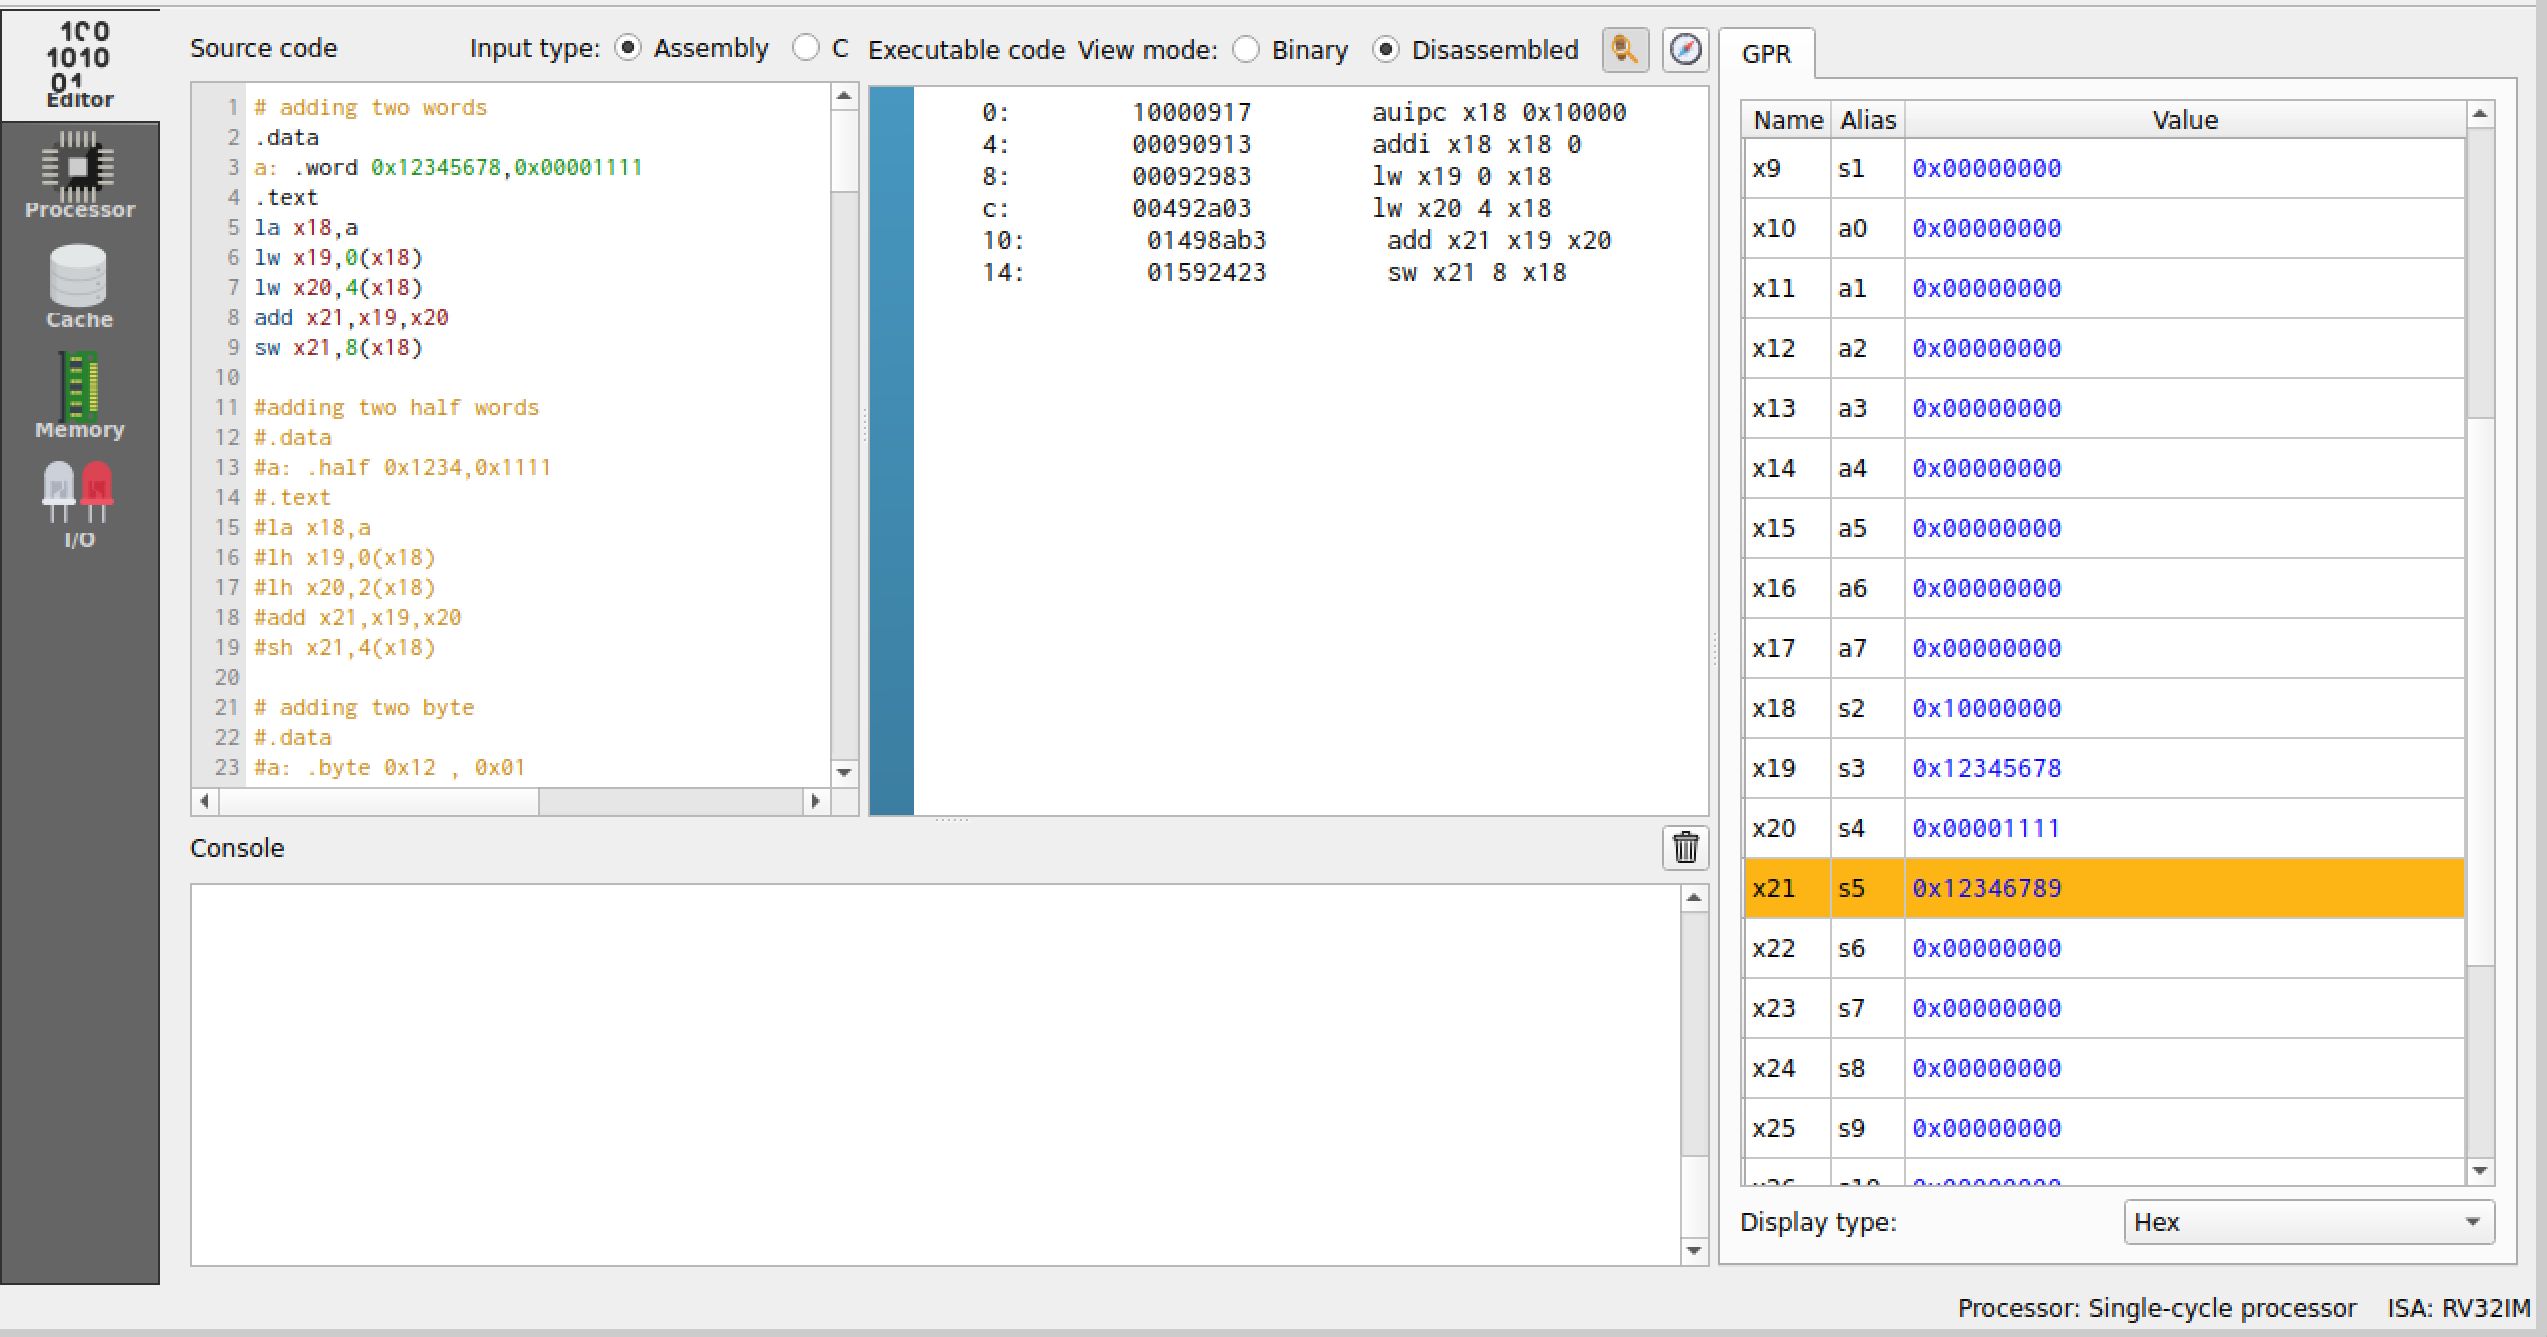 Editor
Processor
Cache
Memory
I/O
Source code Input type: Assembly C
1 # adding two words
2 .data
3 a: .word 0x12345678,0x00001111
4 .text
5 la x18,a
6 lw x19,0(x18)
7 lw x20,4(x18)
8 add x21,x19,x20
9 sw x21,8(x18)
10
11 #adding two half words
12 #.data
13 #a: .half 0x1234,0x1111
14 #.text
15 #la x18,a
16 #lh x19,0(x18)
17 #lh x20,2(x18)
18 #add x21,x19,x20
19 #sh x21,4(x18)
20
21 # adding two byte
22 #.data
23 #a: .byte 0x12 , 0x01
Executable code View mode: Binary Disassembled
0: 10000917 auipc x18 0x10000
4: 00090913 addi x18 x18 0
8: 00092983 lw x19 0 x18
c: 00492a03 lw x20 4 x18
10: 01498ab3 add x21 x19 x20
14: 01592423 sw x21 8 x18
Console
GPR
Name Alias Value
x9 s1 0x00000000
x10 a0 0x00000000
x11 a1 0x00000000
x12 a2 0x00000000
x13 a3 0x00000000
x14 a4 0x00000000
x15 a5 0x00000000
x16 a6 0x00000000
x17 a7 0x00000000
x18 s2 0x10000000
x19 s3 0x12345678
x20 s4 0x00001111
x21 s5 0x12346789
x22 s6 0x00000000
x23 s7 0x00000000
x24 s8 0x00000000
x25 s9 0x00000000
Display type: Hex
Processor: Single-cycle processor ISA: RV32IM